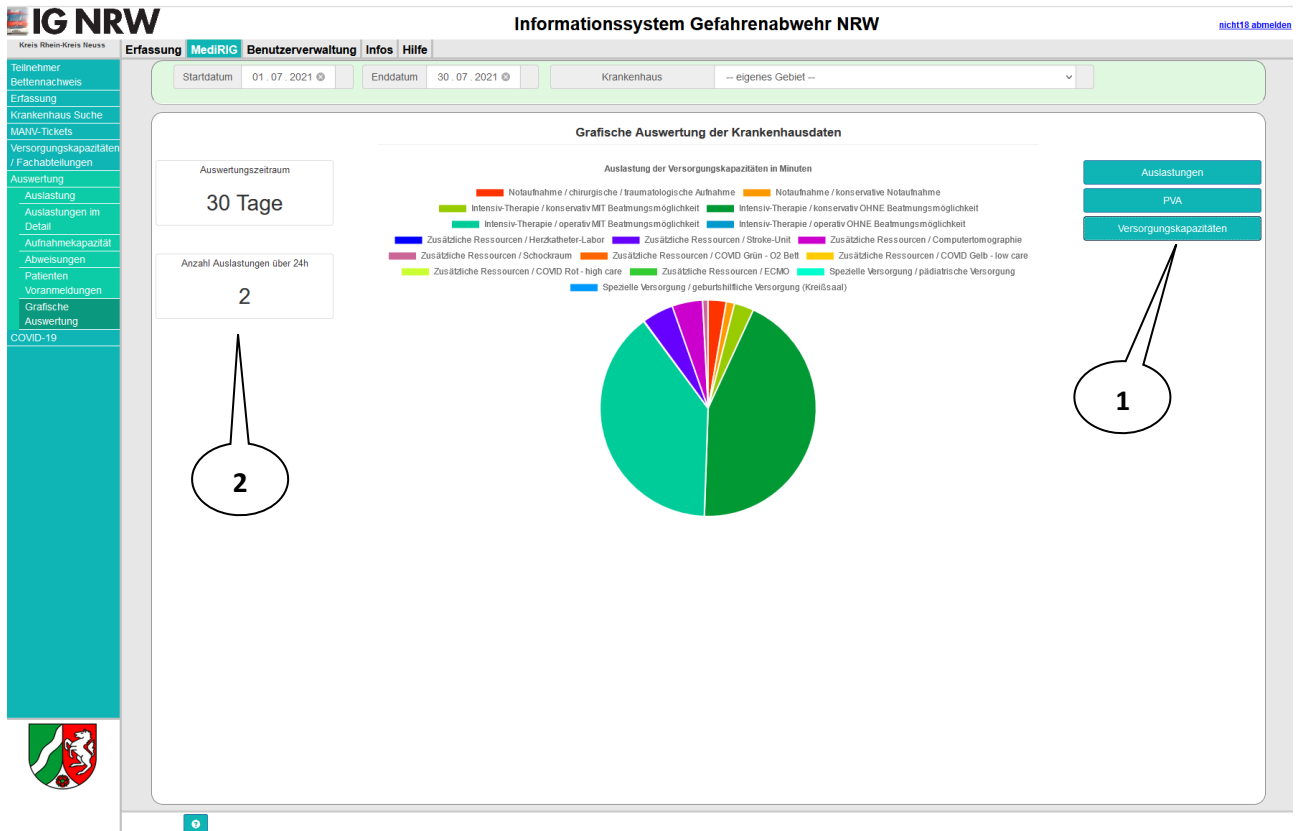 IG NRW
Informationssystem Gefahrenabwehr NRW
nicht18 abmelden
Kreis Rhein-Kreis Neuss
Erfassung MediRIG Benutzerverwaltung Infos Hilfe
Teilnehmer
Bettennachweis
Erfassung
Krankenhaus Suche
MANV-Tickets
Versorgungskapazitäten
/ Fachabteilungen
Auswertung
Auslastung
Auslastungen im
Detail
Aufnahmekapazität
Abweisungen
Patienten
Voranmeldungen
Grafische
Auswertung
COVID-19
Startdatum 01.07.2021 Enddatum 30.07.2021 Krankenhaus -- eigenes Gebiet --
Grafische Auswertung der Krankenhausdaten
Auswertungszeitraum
30 Tage
Anzahl Auslastungen über 24h
2
Auslastung der Versorgungskapazitäten in Minuten
Notaufnahme / chirurgische / traumatologische Aufnahme Notaufnahme / konservative Notaufnahme
Intensiv-Therapie / konservativ MIT Beatmungsmöglichkeit Intensiv-Therapie / konservativ OHNE Beatmungsmöglichkeit
Intensiv-Therapie / operativ MIT Beatmungsmöglichkeit Intensiv-Therapie / operativ OHNE Beatmungsmöglichkeit
Zusätzliche Ressourcen / Herzkatheter-Labor Zusätzliche Ressourcen / Stroke-Unit Zusätzliche Ressourcen / Computertomographie
Zusätzliche Ressourcen / Schockraum Zusätzliche Ressourcen / COVID Grün - O2 Bett Zusätzliche Ressourcen / COVID Gelb - low care
Zusätzliche Ressourcen / COVID Rot - high care Zusätzliche Ressourcen / ECMO Spezielle Versorgung / pädiatrische Versorgung
Spezielle Versorgung / geburtshilfliche Versorgung (Kreißsaal)
Auslastungen
PVA
Versorgungskapazitäten
1
2
?